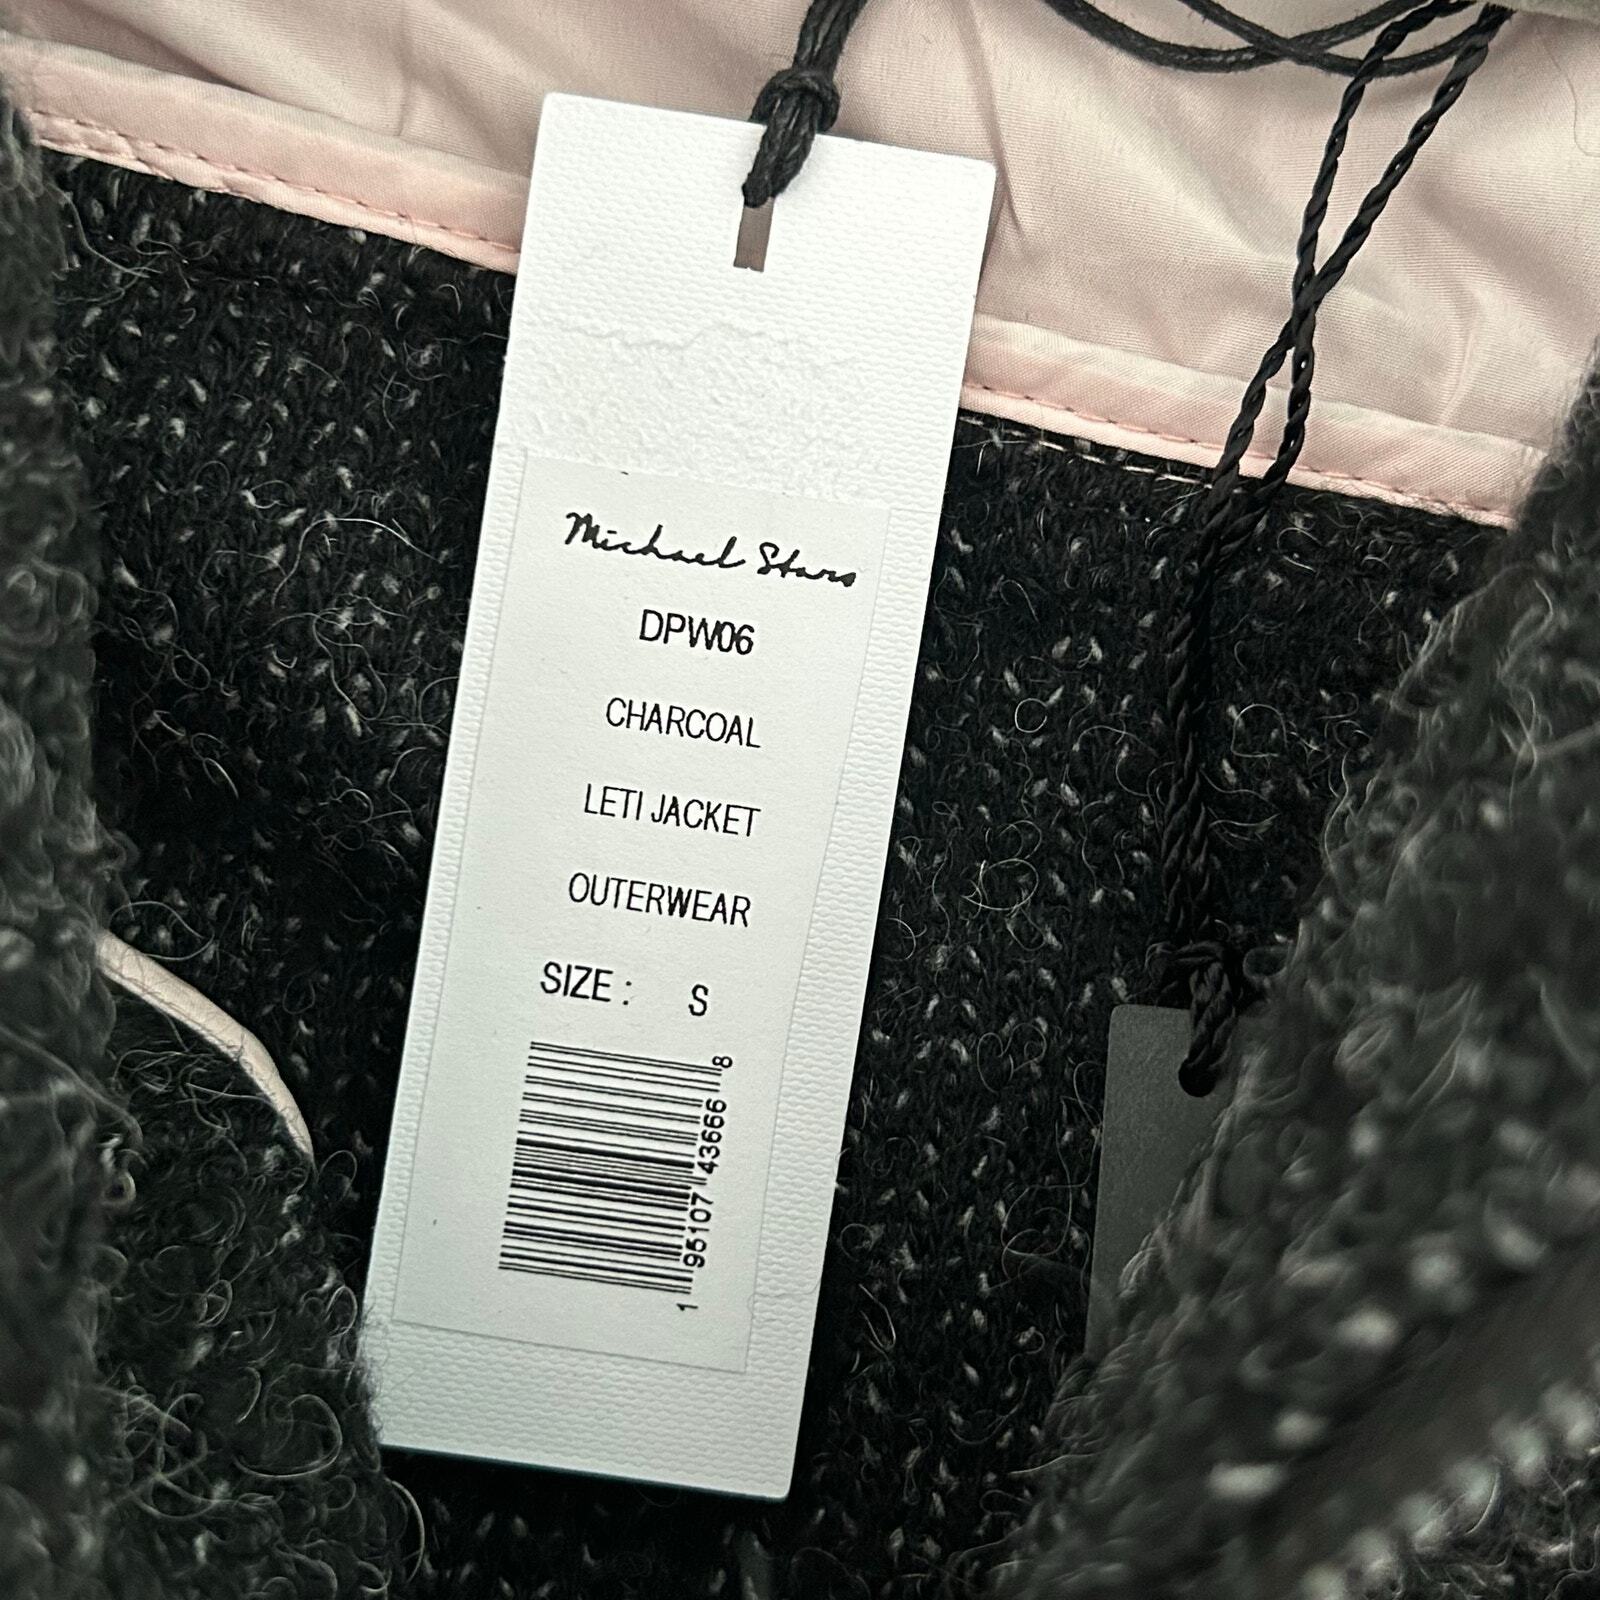 Michael Stars
DPW06
CHARCOAL
LETI JACKET
OUTERWEAR
SIZE : S
1 95107 43666 8